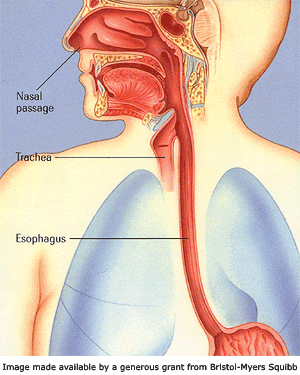 Nasal
passage
Trachea
Esophagus
Image made available by a generous grant from Bristol-Myers Squibb